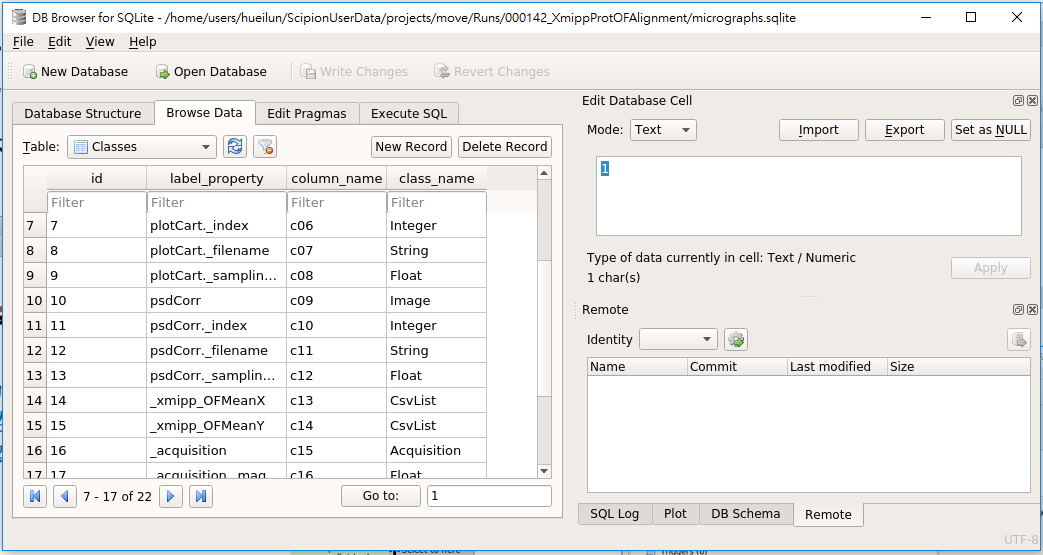 DB Browser for SQLite - /home/users/hueilun/ScipionUserData/projects/move/Runs/000142_XmippProtOFAlignment/micrographs.sqlite
File Edit View Help
New Database Open Database Write Changes Revert Changes
Database Structure Browse Data Edit Pragmas Execute SQL
Table: Classes New Record Delete Record
id label_property column_name class_name
Filter Filter Filter Filter
7 7 plotCart._index c06 Integer
8 8 plotCart._filename c07 String
9 9 plotCart._samplin... c08 Float
10 10 psdCorr c09 Image
11 11 psdCorr._index c10 Integer
12 12 psdCorr._filename c11 String
13 13 psdCorr._samplin... c12 Float
14 14 _xmipp_OFMeanX c13 CsvList
15 15 _xmipp_OFMeanY c14 CsvList
16 16 _acquisition c15 Acquisition
17 17 _acquisition._mag... c16 Float
7 - 17 of 22 Go to: 1
Edit Database Cell
Mode: Text Import Export Set as NULL
1
Type of data currently in cell: Text / Numeric
1 char(s)
Apply
Remote
Identity
Name Commit Last modified Size
SQL Log Plot DB Schema Remote
UTF-8